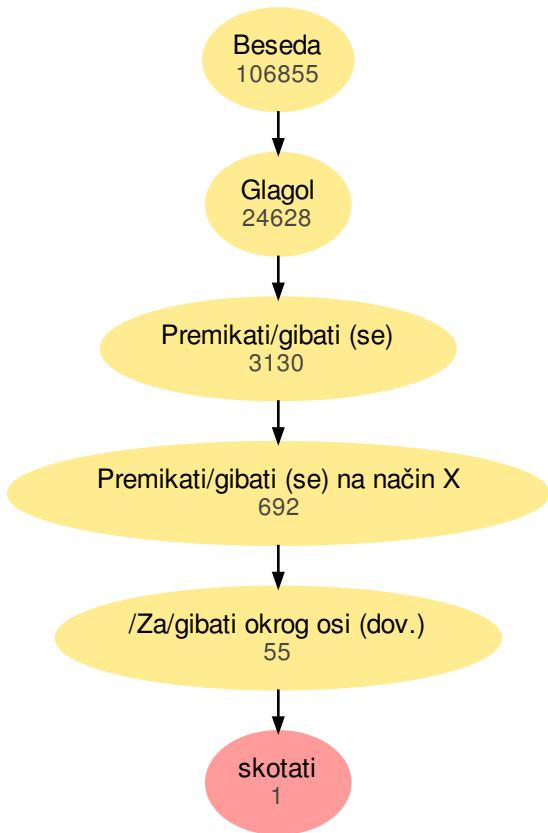 Beseda
106855
Glagol
24628
Premikati/gibati (se)
3130
Premikati/gibati (se) na način X
692
/Za/gibati okrog osi (dov.)
55
skotati
1